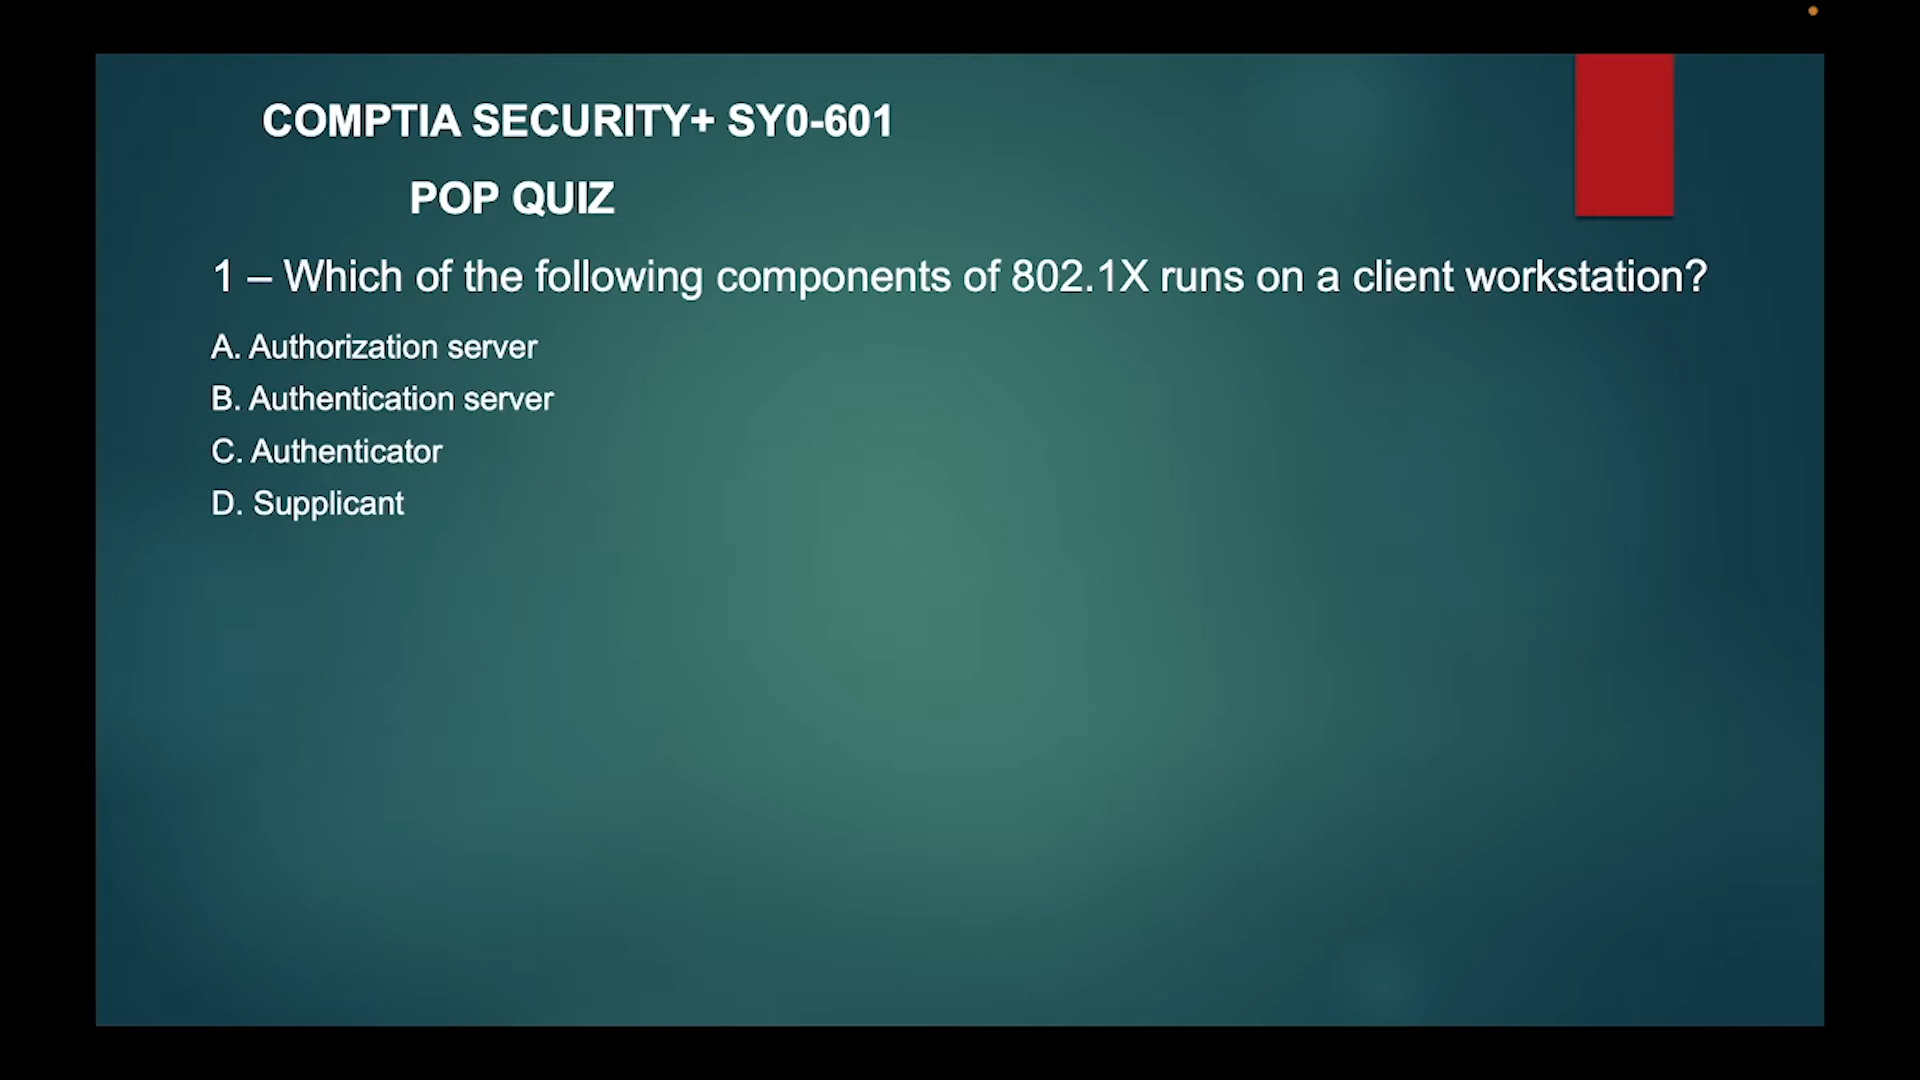 COMPTIA SECURITY+ SY0-601
POP QUIZ
1 – Which of the following components of 802.1X runs on a client workstation?
A. Authorization server
B. Authentication server
C. Authenticator
D. Supplicant